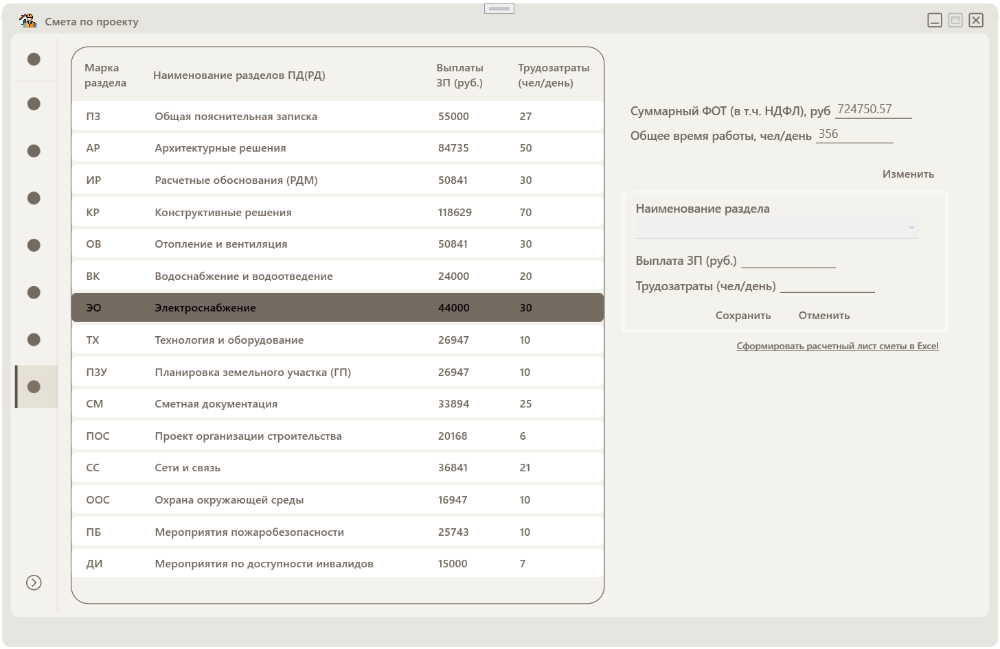 Смета по проекту
Марка раздела
Наименование разделов ПД(РД)
Выплаты ЗП (руб.)
Трудозатраты (чел/день)
ПЗ Общая пояснительная записка 55000 27
АР Архитектурные решения 84735 50
ИР Расчетные обоснования (РДМ) 50841 30
КР Конструктивные решения 118629 70
ОВ Отопление и вентиляция 50841 30
ВК Водоснабжение и водоотведение 24000 20
ЭО Электроснабжение 44000 30
ТХ Технология и оборудование 26947 10
ПЗУ Планировка земельного участка (ГП) 26947 10
СМ Сметная документация 33894 25
ПОС Проект организации строительства 20168 6
СС Сети и связь 36841 21
ООС Охрана окружающей среды 16947 10
ПБ Мероприятия пожаробезопасности 25743 10
ДИ Мероприятия по доступности инвалидов 15000 7
Суммарный ФОТ (в т.ч. НДФЛ), руб 724750.57
Общее время работы, чел/день 356
Изменить
Наименование раздела
Выплата ЗП (руб.)
Трудозатраты (чел/день)
Сохранить Отменить
Сформировать расчетный лист сметы в Excel